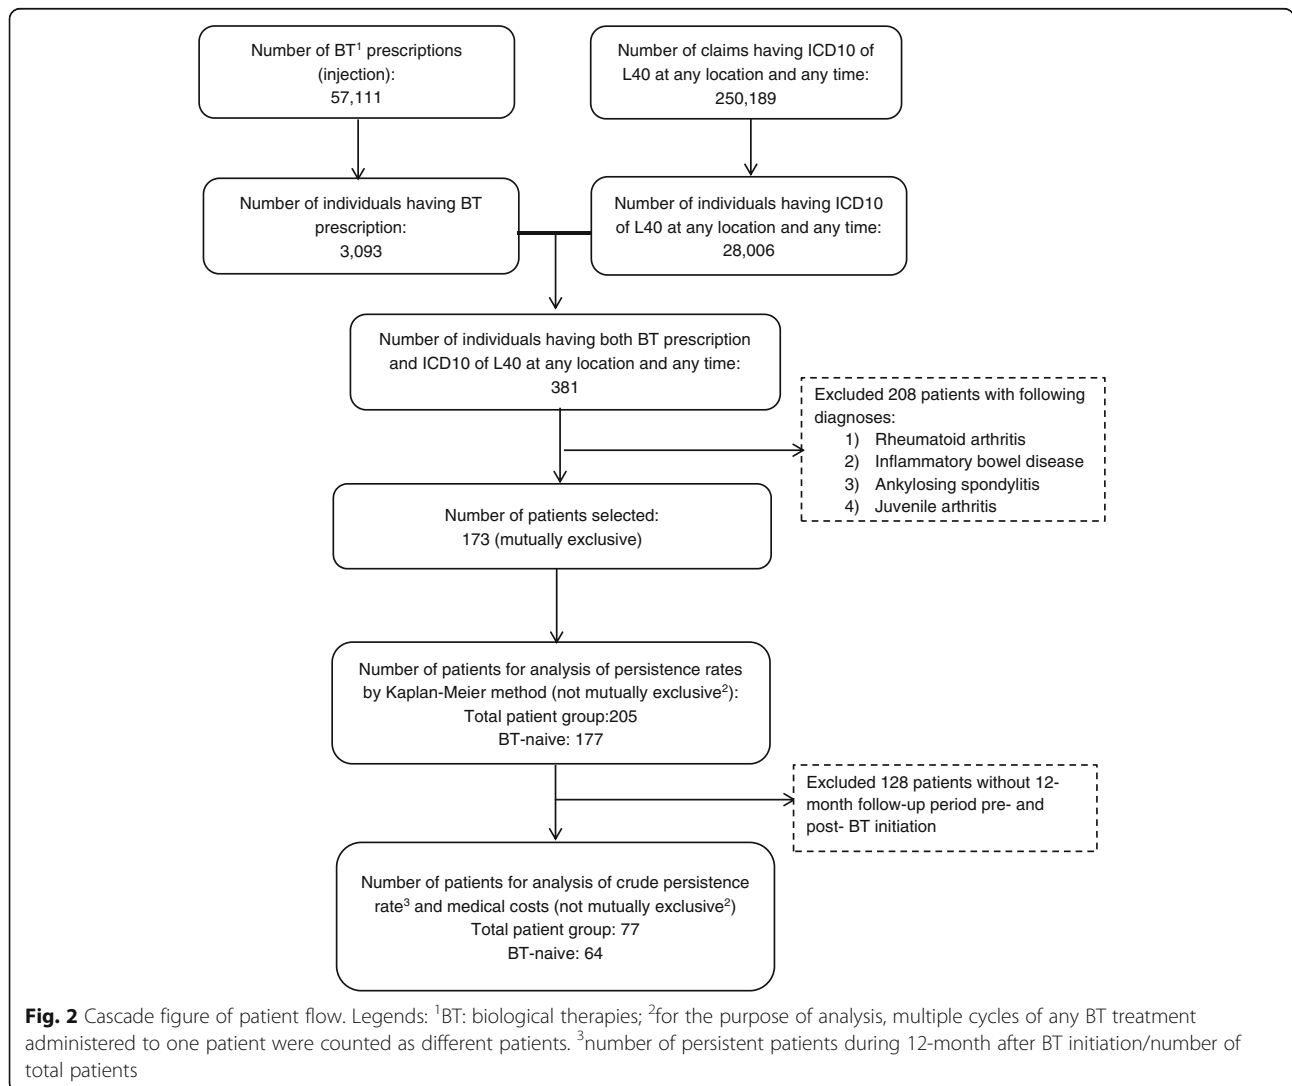 Number of BT¹ prescriptions
(injection):
57,111
Number of claims having ICD10 of
L40 at any location and any time:
250,189
Number of individuals having BT
prescription:
3,093
Number of individuals having ICD10
of L40 at any location and any time:
28,006
Number of individuals having both BT prescription
and ICD10 of L40 at any location and any time:
381
Excluded 208 patients with following
diagnoses:
1) Rheumatoid arthritis
2) Inflammatory bowel disease
3) Ankylosing spondylitis
4) Juvenile arthritis
Number of patients selected:
173 (mutually exclusive)
Number of patients for analysis of persistence rates
by Kaplan-Meier method (not mutually exclusive²):
Total patient group:205
BT-naive: 177
Excluded 128 patients without 12-
month follow-up period pre- and
post- BT initiation
Number of patients for analysis of crude persistence
rate³ and medical costs (not mutually exclusive²)
Total patient group: 77
BT-naive: 64
Fig. 2 Cascade figure of patient flow. Legends: ¹BT: biological therapies; ²for the purpose of analysis, multiple cycles of any BT treatment
administered to one patient were counted as different patients. ³number of persistent patients during 12-month after BT initiation/number of
total patients